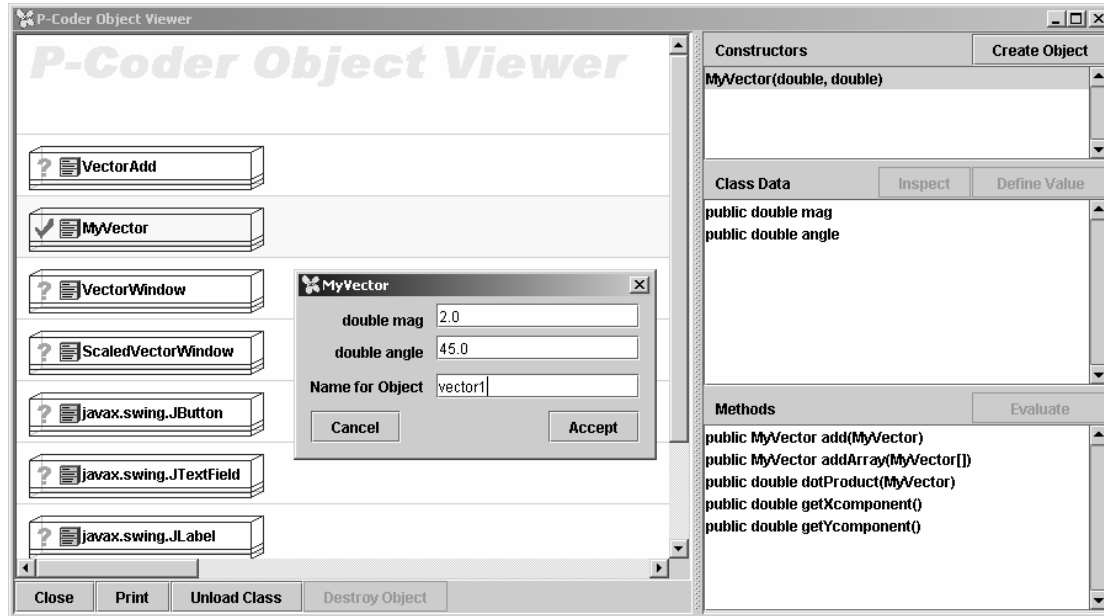 P-Coder Object Viewer
P-Coder Object Viewer
VectorAdd
MyVector
VectorWindow
ScaledVectorWindow
javax.swing.JButton
javax.swing.JTextField
javax.swing.JLabel
MyVector
double mag 2.0
double angle 45.0
Name for Object vector1
Cancel Accept
Close Print Unload Class Destroy Object
Constructors Create Object
MyVector(double, double)
Class Data Inspect Define Value
public double mag
public double angle
Methods Evaluate
public MyVector add(MyVector)
public MyVector addArray(MyVector[])
public double dotProduct(MyVector)
public double getXcomponent()
public double getYcomponent()